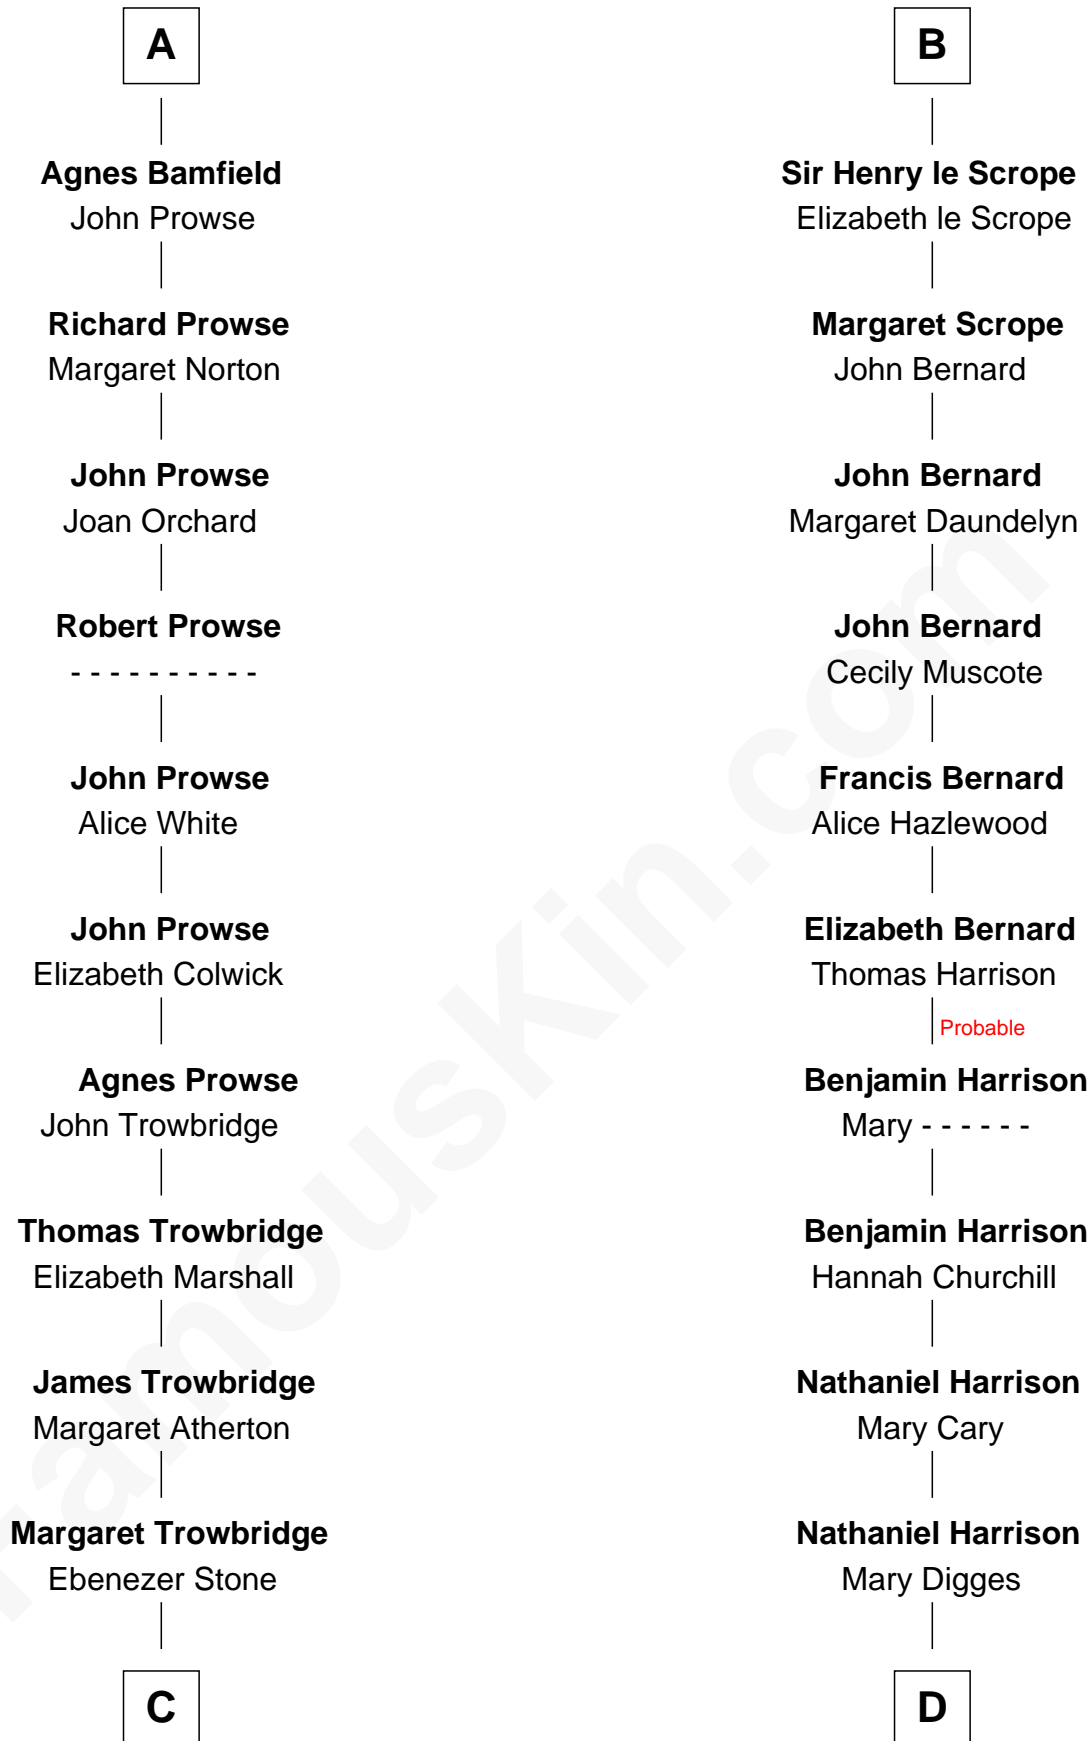 A
Agnes Bamfield
John Prowse
Richard Prowse
Margaret Norton
John Prowse
Joan Orchard
Robert Prowse
- - - - - - - - - -
John Prowse
Alice White
John Prowse
Elizabeth Colwick
Agnes Prowse
John Trowbridge
Thomas Trowbridge
Elizabeth Marshall
James Trowbridge
Margaret Atherton
Margaret Trowbridge
Ebenezer Stone
C
B
Sir Henry le Scrope
Elizabeth le Scrope
Margaret Scrope
John Bernard
John Bernard
Margaret Daundelyn
John Bernard
Cecily Muscote
Francis Bernard
Alice Hazlewood
Elizabeth Bernard
Thomas Harrison
Probable
Benjamin Harrison
Mary - - - - - -
Benjamin Harrison
Hannah Churchill
Nathaniel Harrison
Mary Cary
Nathaniel Harrison
Mary Digges
D
FamousKin.com